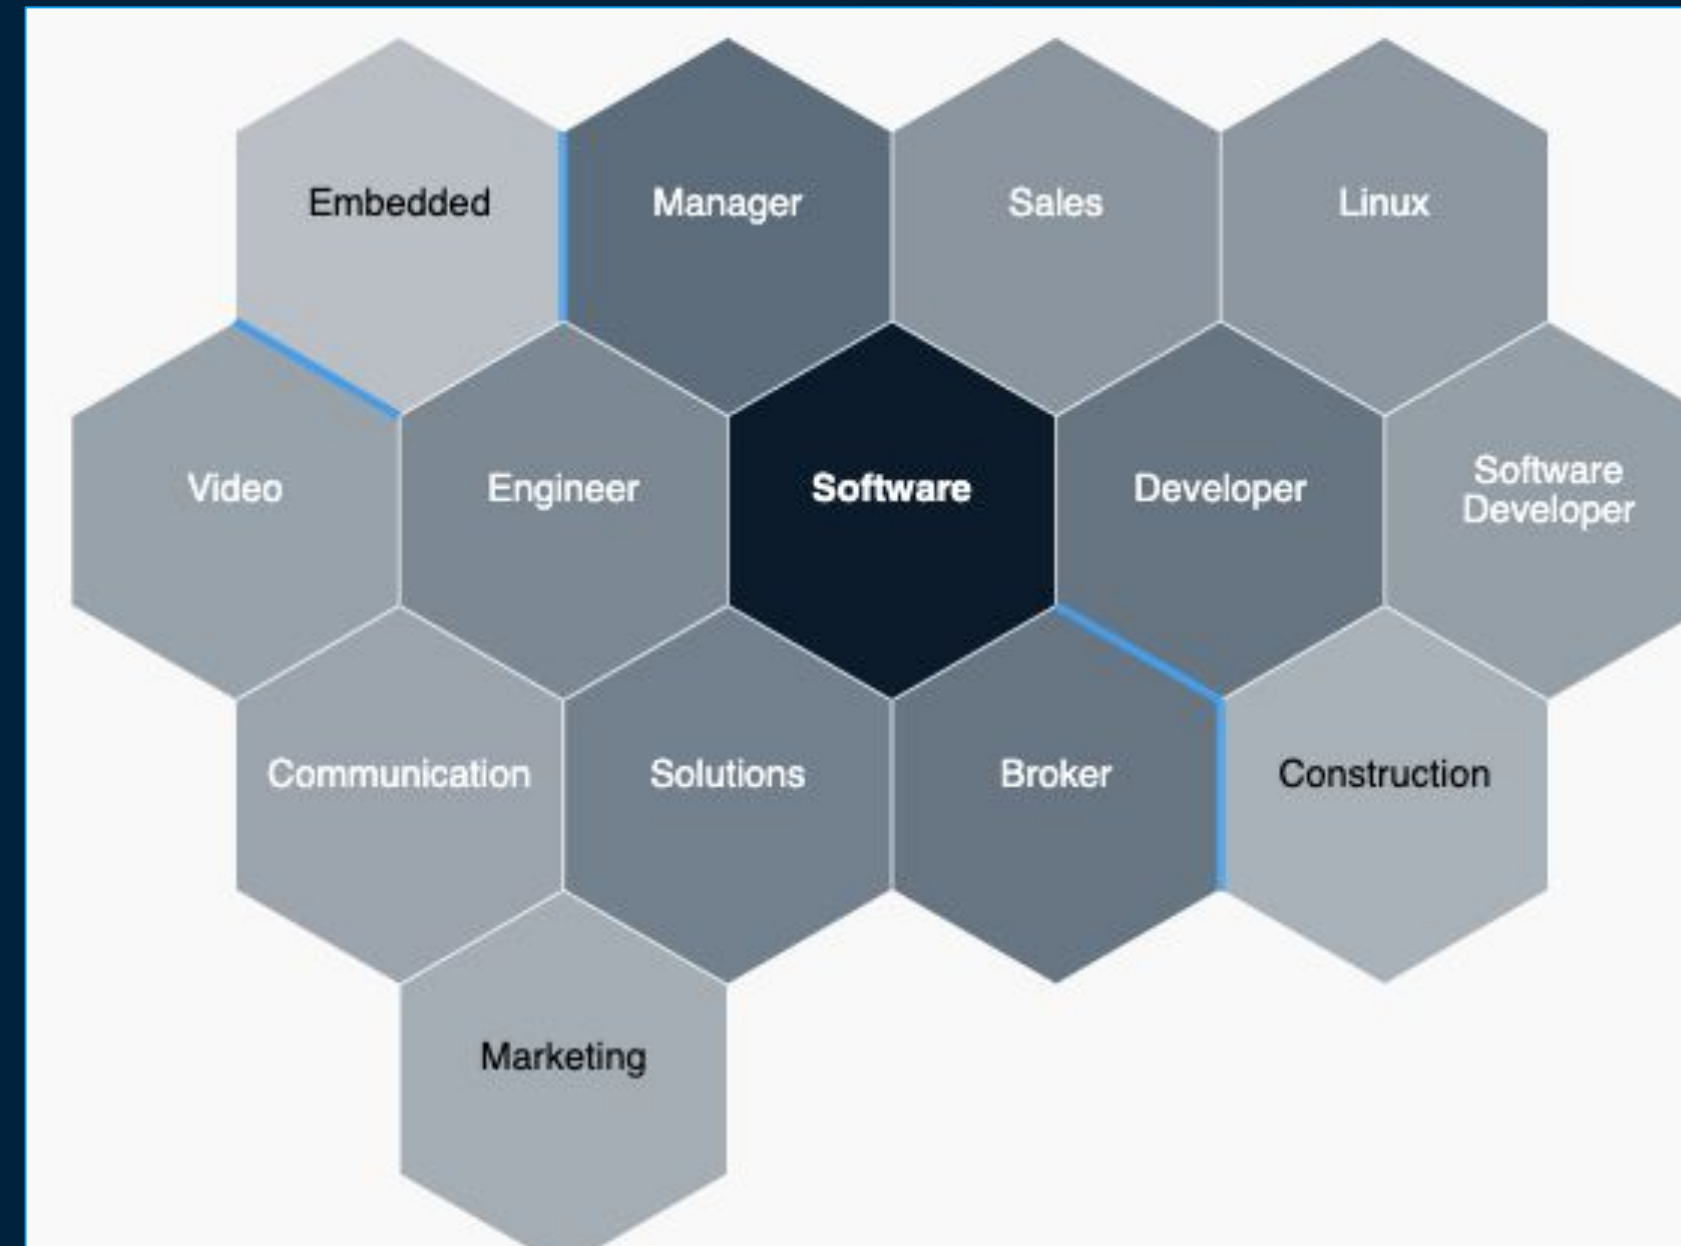 Embedded
Manager
Sales
Linux
Video
Engineer
Software
Developer
Software
Developer
Communication
Solutions
Broker
Construction
Marketing